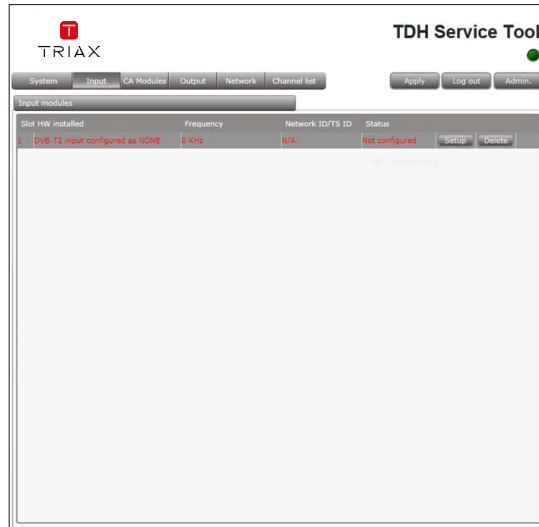 TRIAX
TDH Service Tool
System Input CA Modules Output Network Channel list Apply Log out Admin.
Input modules
Slot HW installed Frequency Network ID/TS ID Status
1 DVB-T2 input configured as NONE 0 KHz N/A Not configured Setup Delete